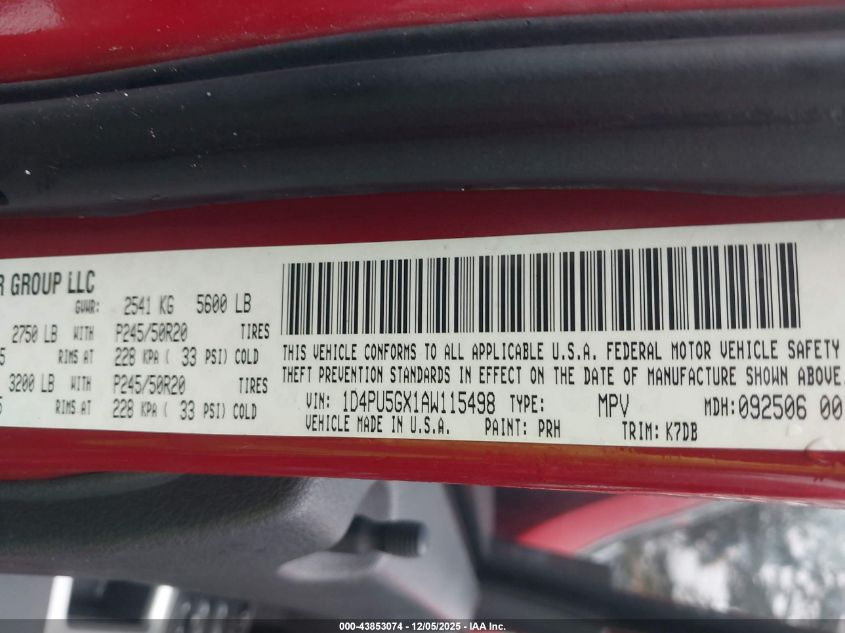 R GROUP LLC
GVWR: 2541 KG 5600 LB
2750 LB WITH P245/50R20 TIRES
RIMS AT 228 KPA ( 33 PSI) COLD
3200 LB WITH P245/50R20 TIRES
RIMS AT 228 KPA ( 33 PSI) COLD
THIS VEHICLE CONFORMS TO ALL APPLICABLE U.S.A. FEDERAL MOTOR VEHICLE SAFETY
THEFT PREVENTION STANDARDS IN EFFECT ON THE DATE OF MANUFACTURE SHOWN ABOVE.
VIN: 1D4PU5GX1AW115498 TYPE: MPV MDH:092506 00
VEHICLE MADE IN U.S.A. PAINT: PRH TRIM: K7DB
000-43853074 - 12/05/2025 - IAA Inc.